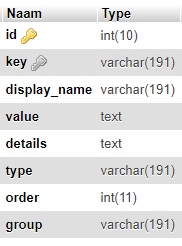 Naam Type
id int(10)
key varchar(191)
display_name varchar(191)
value text
details text
type varchar(191)
order int(11)
group varchar(191)